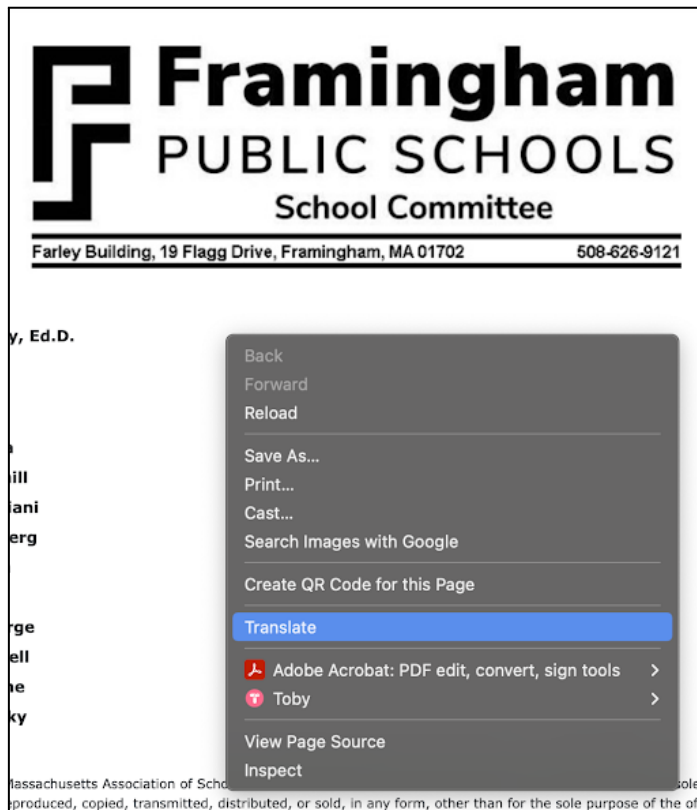 Framingham
PUBLIC SCHOOLS
School Committee
Farley Building, 19 Flagg Drive, Framingham, MA 01702 508-626-9121
y, Ed.D.
Back
Forward
Reload
ill
Save As...
Print...
iani
Cast...
erg
Search Images with Google
Create QR Code for this Page
rge
Translate
ell
Adobe Acrobat: PDF edit, convert, sign tools
ne
Toby
ky
View Page Source
Inspect
Massachusetts Association of Scho sole
eproduced, copied, transmitted, distributed, or sold, in any form, other than for the sole purpose of the of